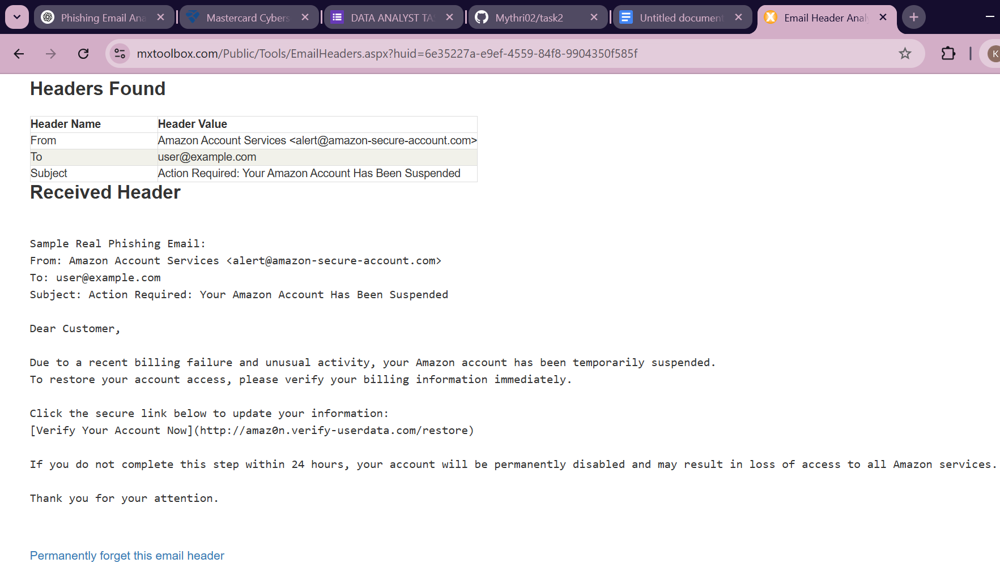 Phishing Email Ana
Mastercard Cybers
DATA ANALYST TA
Mythri02/task2
Untitled document
Email Header Anal
mxtoolbox.com/Public/Tools/EmailHeaders.aspx?huid=6e35227a-e9ef-4559-84f8-9904350f585f
K
Headers Found
Header Name Header Value
From Amazon Account Services <alert@amazon-secure-account.com>
To user@example.com
Subject Action Required: Your Amazon Account Has Been Suspended
Received Header
Sample Real Phishing Email:
From: Amazon Account Services <alert@amazon-secure-account.com>
To: user@example.com
Subject: Action Required: Your Amazon Account Has Been Suspended
Dear Customer,
Due to a recent billing failure and unusual activity, your Amazon account has been temporarily suspended.
To restore your account access, please verify your billing information immediately.
Click the secure link below to update your information:
[Verify Your Account Now](http://amaz0n.verify-userdata.com/restore)
If you do not complete this step within 24 hours, your account will be permanently disabled and may result in loss of access to all Amazon services.
Thank you for your attention.
Permanently forget this email header